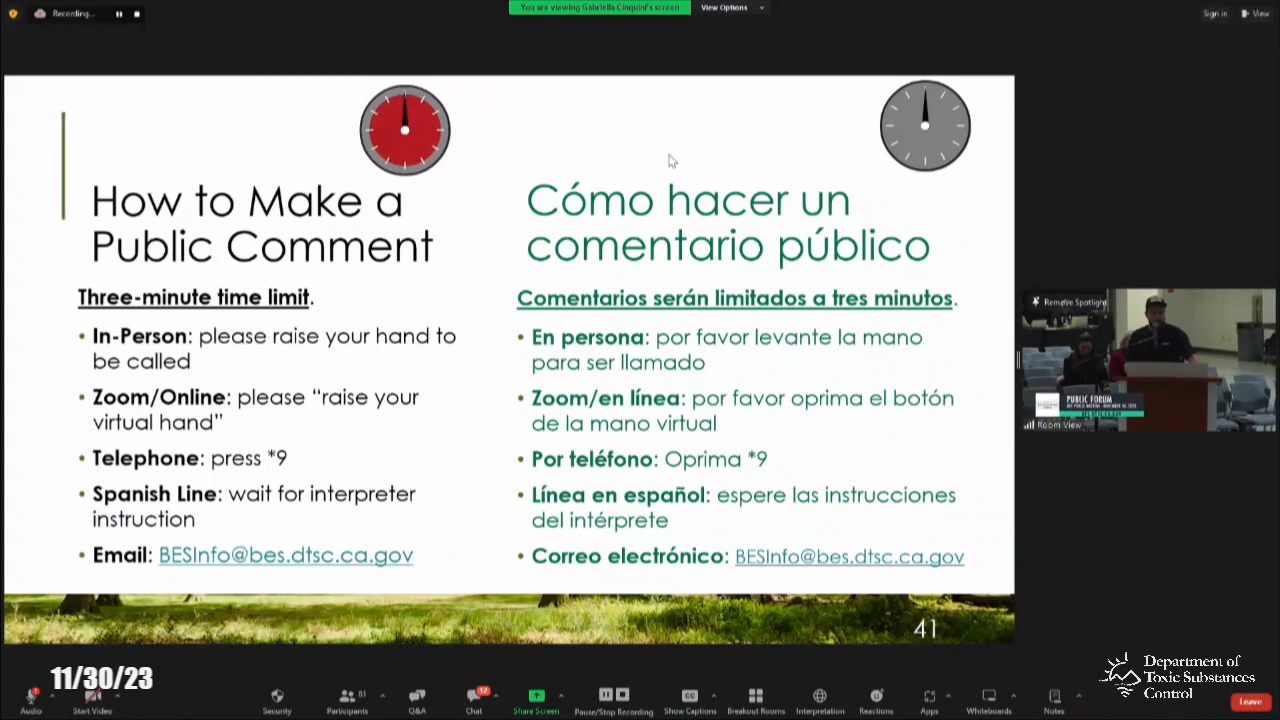 Recording...
You are viewing Gabriella Cinquini's screen
View Options
Sign in
View
How to Make a
Public Comment
Three-minute time limit.
• In-Person: please raise your hand to
be called
• Zoom/Online: please “raise your
virtual hand”
• Telephone: press *9
• Spanish Line: wait for interpreter
instruction
• Email: BESInfo@bes.dtsc.ca.gov
Cómo hacer un
comentario público
Comentarios serán limitados a tres minutos.
• En persona: por favor levante la mano
para ser llamado
• Zoom/en línea: por favor oprima el botón
de la mano virtual
• Por teléfono: Oprima *9
• Línea en español: espere las instrucciones
del intérprete
• Correo electrónico: BESInfo@bes.dtsc.ca.gov
41
Remove Spotlight
PUBLIC FORUM
Room View
11/30/23
Department of
Toxic Substances
Control
Audio
Start Video
Security
Participants
81
Q&A
Chat
12
Share Screen
Pause/Stop Recording
Show Captions
Breakout Rooms
Interpretation
Reactions
Apps
Whiteboards
Notes
Leave